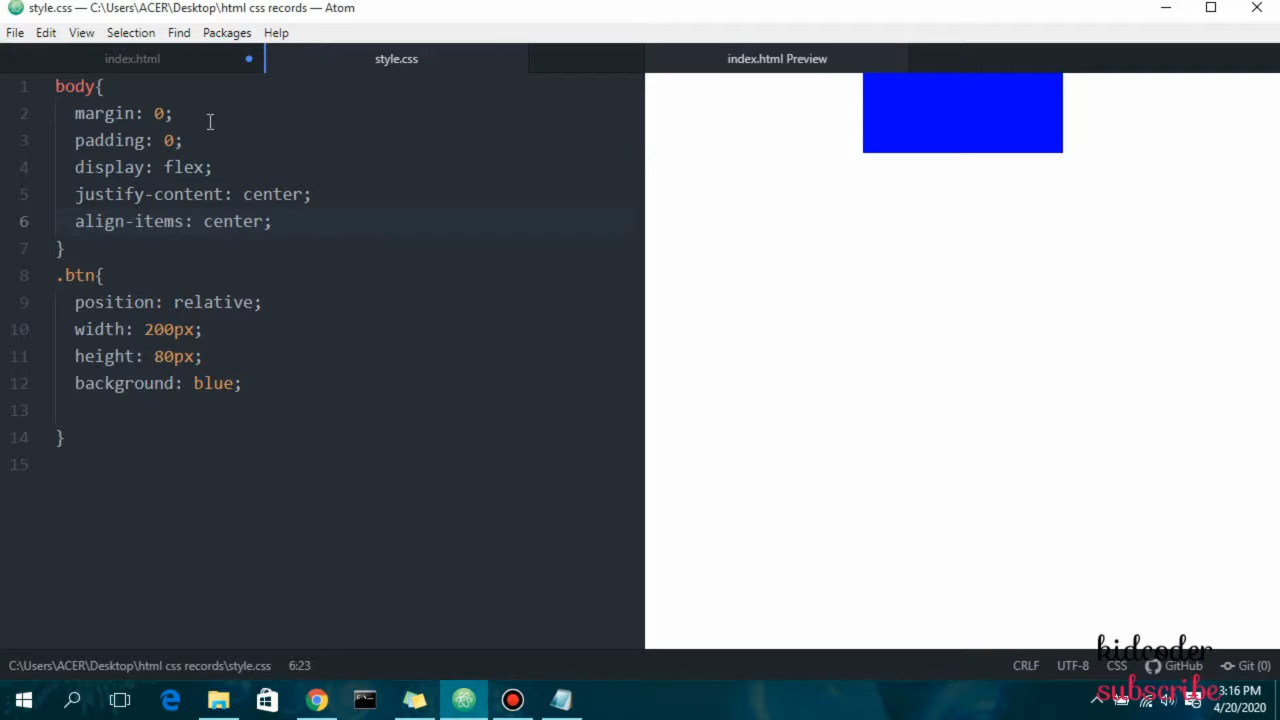 style.css — C:\Users\ACER\Desktop\html css records — Atom
File Edit View Selection Find Packages Help
index.html style.css index.html Preview
1 body{
2 margin: 0;
3 padding: 0;
4 display: flex;
5 justify-content: center;
6 align-items: center;
7 }
8 .btn{
9 position: relative;
10 width: 200px;
11 height: 80px;
12 background: blue;
13
14 }
15
kidcoder
C:\Users\ACER\Desktop\html css records\style.css 6:23 CRLF UTF-8 CSS GitHub Git (0)
subscribe
3:16 PM
4/20/2020